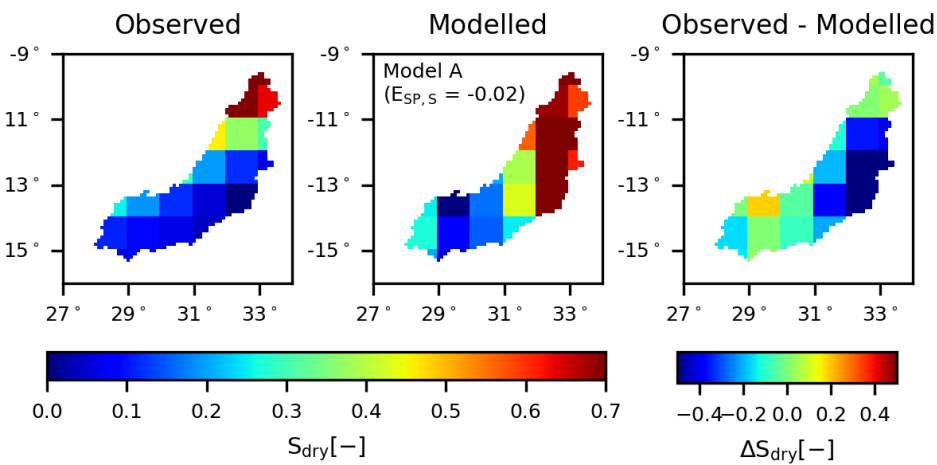 Observed
Modelled
Observed - Modelled
-9°
11°
13°
15°
27° 29° 31° 33°
-9°
-11°
-13°
-15°
27° 29° 31° 33°
Model A
(E_SP,S = -0.02)
-9°
-11°
-13°
-15°
27° 29° 31° 33°
0.0 0.1 0.2 0.3 0.4 0.5 0.6 0.7
S_dry[−]
−0.4 −0.2 0.0 0.2 0.4
ΔS_dry[−]